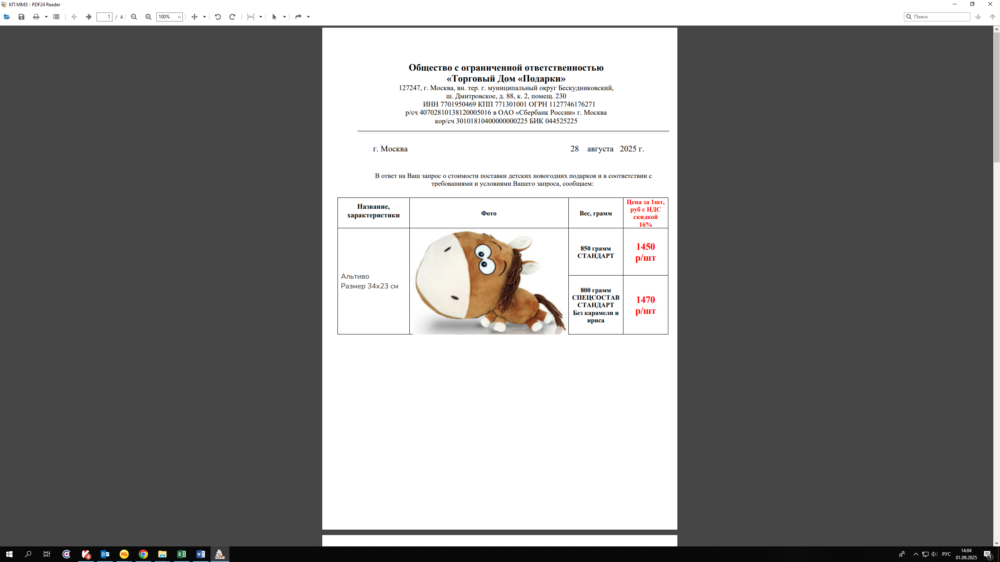 КП ММЗ - PDF24 Reader
1 / 4
100%
Поиск
Общество с ограниченной ответственностью
«Торговый Дом «Подарки»
127247, г. Москва, вн. тер. г. муниципальный округ Бескудниковский,
ш. Дмитровское, д. 88, к. 2, помещ. 230
ИНН 7701950469 КПП 771301001 ОГРН 1127746176271
р/сч 40702810138120005016 в ОАО «Сбербанк России» г. Москва
кор/сч 30101810400000000225 БИК 044525225
г. Москва 28 августа 2025 г.
В ответ на Ваш запрос о стоимости поставки детских новогодних подарков и в соответствии с
требованиями и условиями Вашего запроса, сообщаем:
Название,
характеристики
Фото
Вес, грамм
Цена за 1шт,
руб с НДС
скидкой
16%
Альтиво
Размер 34х23 см
850 грамм
СТАНДАРТ
1450
р/шт
800 грамм
СПЕЦСОСТАВ
СТАНДАРТ
Без карамели и
ириса
1470
р/шт
4
РУС
14:04
01.09.2025
1